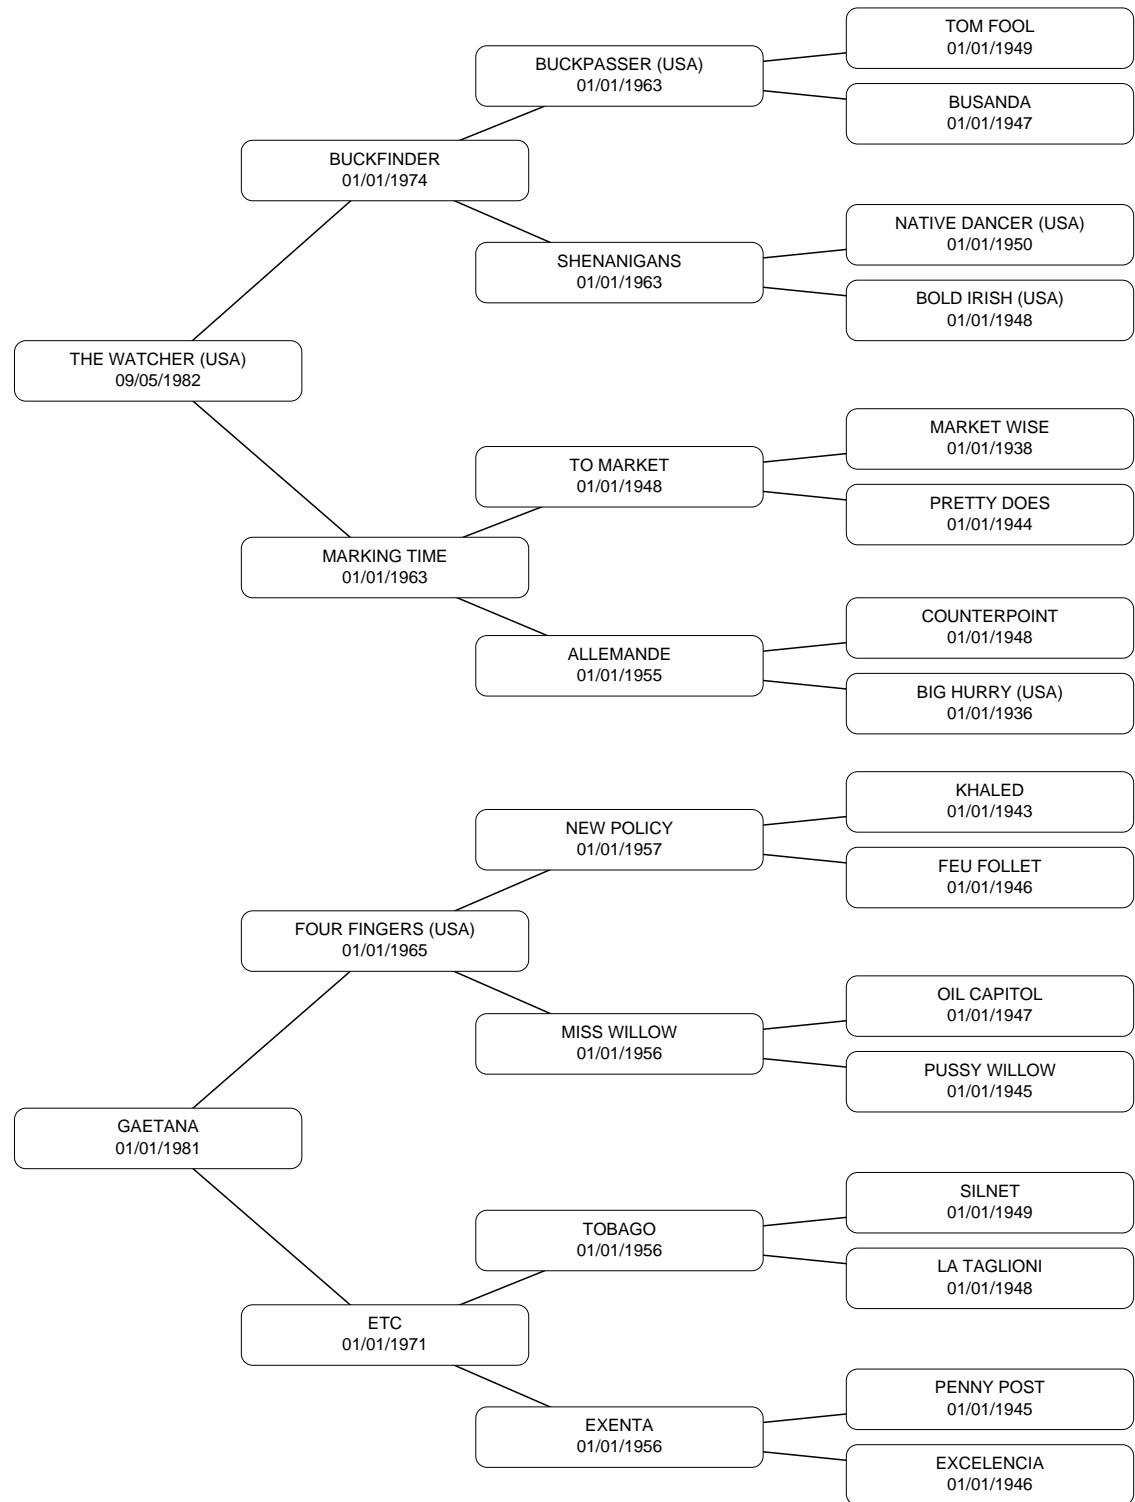 TOM FOOL
01/01/1949
BUCKPASSER (USA)
01/01/1963
BUSANDA
01/01/1947
BUCKFINDER
01/01/1974
NATIVE DANCER (USA)
01/01/1950
SHENANIGANS
01/01/1963
BOLD IRISH (USA)
01/01/1948
THE WATCHER (USA)
09/05/1982
MARKET WISE
01/01/1938
TO MARKET
01/01/1948
PRETTY DOES
01/01/1944
MARKING TIME
01/01/1963
COUNTERPOINT
01/01/1948
ALLEMANDE
01/01/1955
BIG HURRY (USA)
01/01/1936
KHALED
01/01/1943
NEW POLICY
01/01/1957
FEU FOLLET
01/01/1946
FOUR FINGERS (USA)
01/01/1965
OIL CAPITOL
01/01/1947
MISS WILLOW
01/01/1956
PUSSY WILLOW
01/01/1945
GAETANA
01/01/1981
SILNET
01/01/1949
TOBAGO
01/01/1956
LA TAGLIONI
01/01/1948
ETC
01/01/1971
PENNY POST
01/01/1945
EXENTA
01/01/1956
EXCELENCIA
01/01/1946